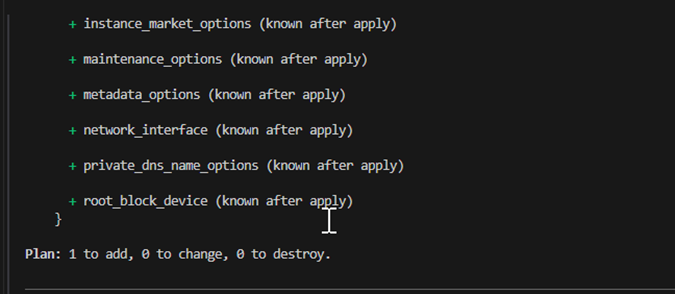 + instance_market_options (known after apply)
+ maintenance_options (known after apply)
+ metadata_options (known after apply)
+ network_interface (known after apply)
+ private_dns_name_options (known after apply)
+ root_block_device (known after apply)
}
Plan: 1 to add, 0 to change, 0 to destroy.